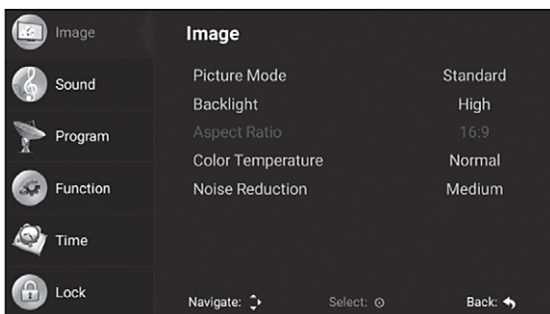 Image
Sound
Program
Function
Time
Lock
Image
Picture Mode Standard
Backlight High
Aspect Ratio 16:9
Color Temperature Normal
Noise Reduction Medium
Navigate: Select: Back: